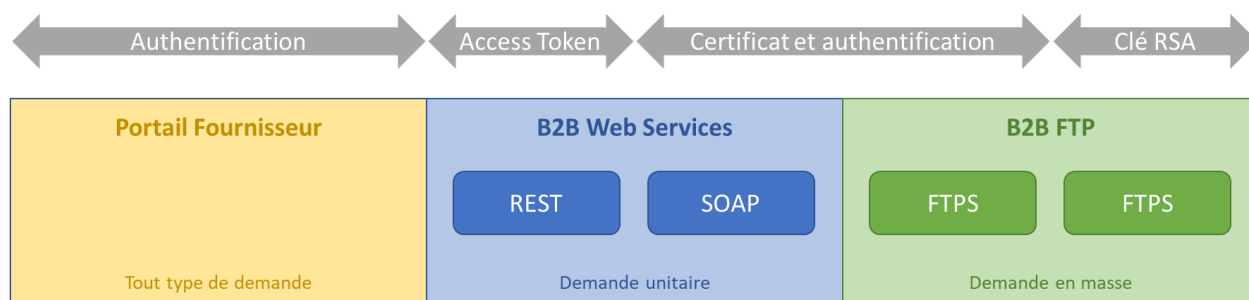 Authentification
Access Token
Certificat et authentification
Clé RSA
Portail Fournisseur
B2B Web Services
B2B FTP
REST
SOAP
FTPS
FTPS
Tout type de demande
Demande unitaire
Demande en masse